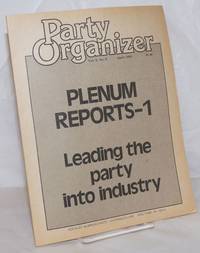 Party
Organizer
PLENUM
REPORTS-1
Leading the
party
into industry